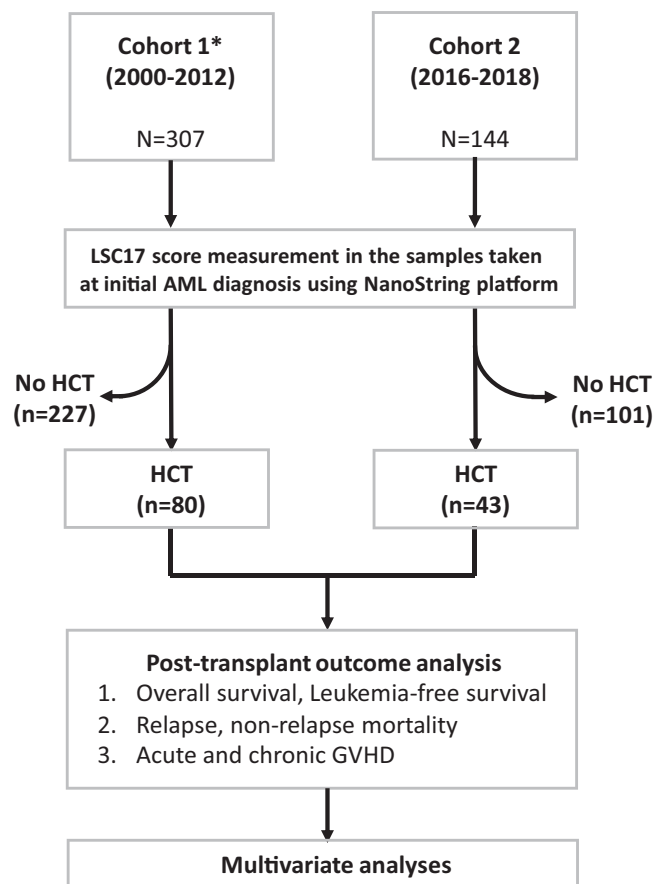 Cohort 1*
(2000-2012)
N=307
Cohort 2
(2016-2018)
N=144
LSC17 score measurement in the samples taken
at initial AML diagnosis using NanoString platform
No HCT
(n=227)
No HCT
(n=101)
HCT
(n=80)
HCT
(n=43)
Post-transplant outcome analysis
1. Overall survival, Leukemia-free survival
2. Relapse, non-relapse mortality
3. Acute and chronic GVHD
Multivariate analyses